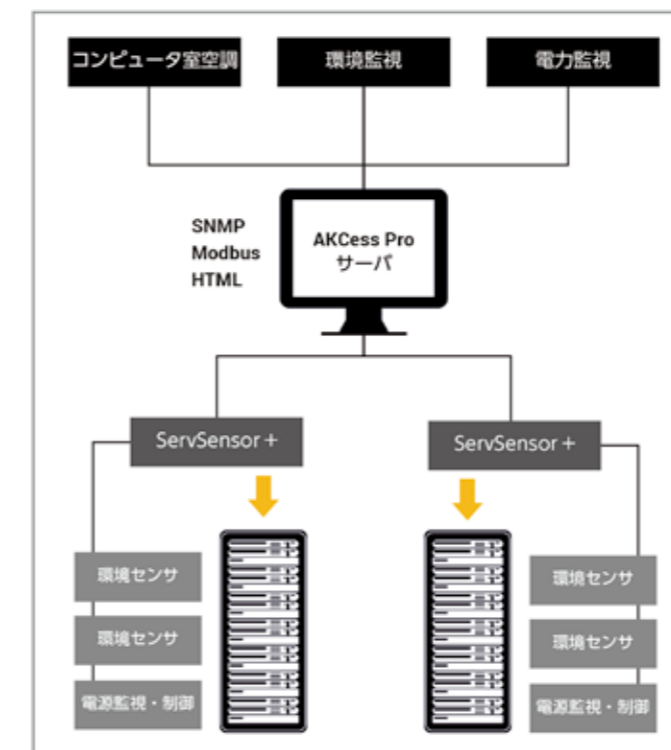 コンピュータ室空調
環境監視
電力監視
SNMP
Modbus
HTML
AKCess Pro
サーバ
ServSensor+
ServSensor+
環境センサ
環境センサ
電源監視・制御
環境センサ
環境センサ
電源監視・制御